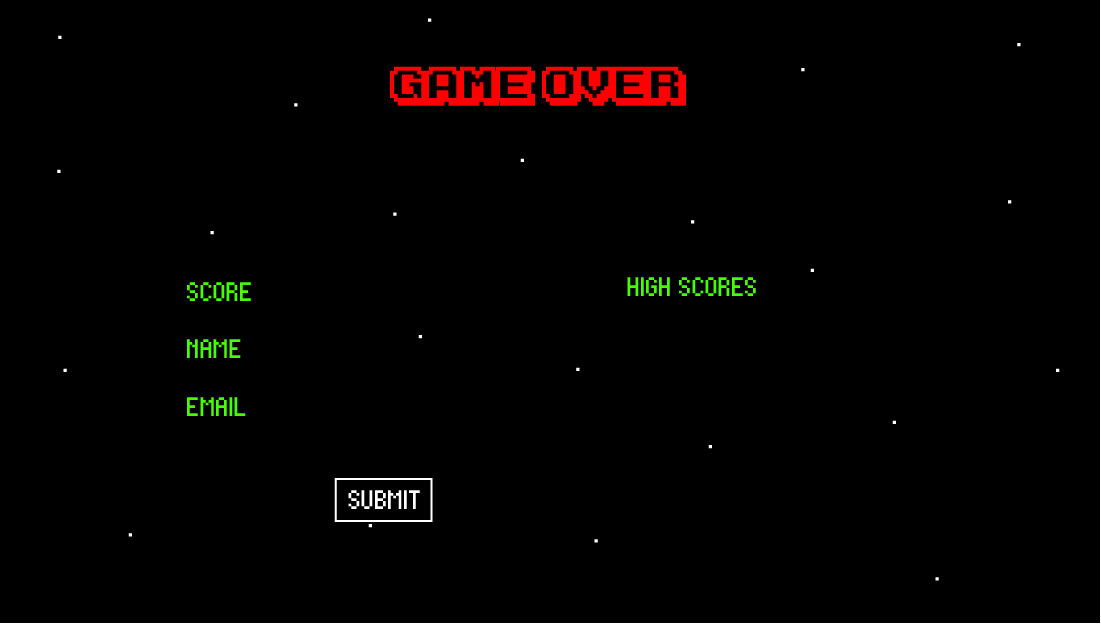 GAME OVER
SCORE
NAME
EMAIL
SUBMIT
HIGH SCORES